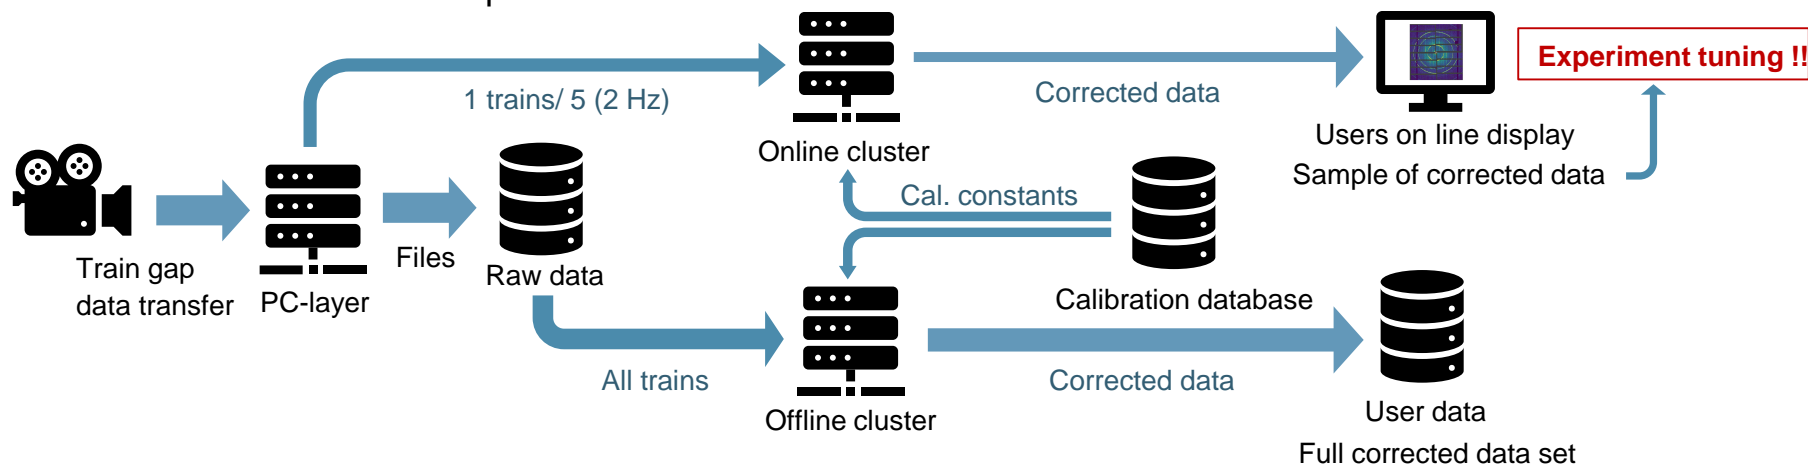 1 trains/ 5 (2 Hz)
Online cluster
Corrected data
Experiment tuning !!
Users on line display
Sample of corrected data
Train gap
data transfer
PC-layer
Files
Raw data
Cal. constants
Calibration database
All trains
Offline cluster
Corrected data
User data
Full corrected data set